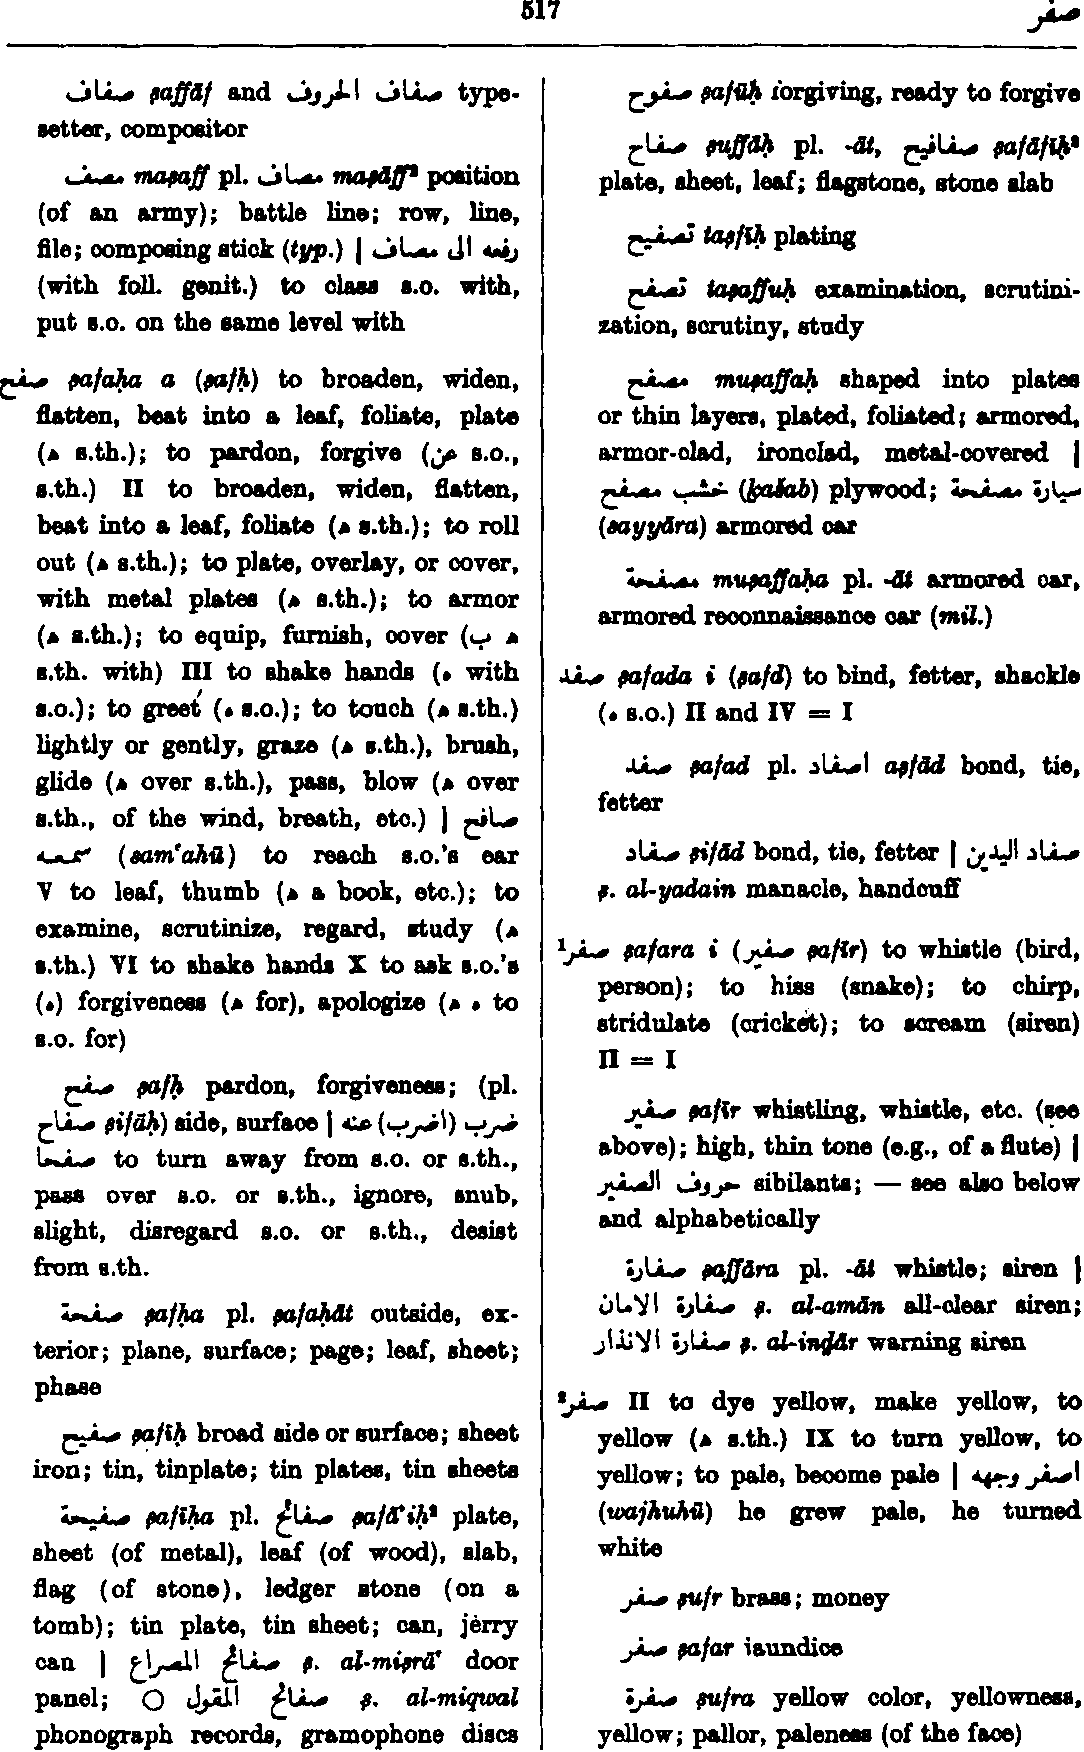 517
صفر
صفاف ṣaffāf and صفاف الحروف type-
setter, compositor
مصف maṣaff pl. مصاف maṣāff² position
(of an army); battle line; row, line,
file; composing stick (typ.) | رفعه الى مصاف
(with foll. genit.) to class s.o. with,
put s.o. on the same level with
صفح ṣafaḥa a (ṣafḥ) to broaden, widen,
flatten, beat into a leaf, foliate, plate
(ه s.th.); to pardon, forgive (عن s.o.,
s.th.) II to broaden, widen, flatten,
beat into a leaf, foliate (ه s.th.); to roll
out (ه s.th.); to plate, overlay, or cover,
with metal plates (ه s.th.); to armor
(ه s.th.); to equip, furnish, cover (ب ه
s.th. with) III to shake hands (ه with
s.o.); to greet (ه s.o.); to touch (ه s.th.)
lightly or gently, graze (ه s.th.), brush,
glide (ه over s.th.), pass, blow (ه over
s.th., of the wind, breath, etc.) | صافح
سمعه (sam‘ahū) to reach s.o.'s ear
V to leaf, thumb (ه a book, etc.); to
examine, scrutinize, regard, study (ه
s.th.) VI to shake hands X to ask s.o.'s
(ه) forgiveness (ه for), apologize (ه ه to
s.o. for)
صفح ṣafḥ pardon, forgiveness; (pl.
صفاح ṣifāḥ) side, surface | ضرب (اضرب) عنه
صفحا to turn away from s.o. or s.th.,
pass over s.o. or s.th., ignore, snub,
slight, disregard s.o. or s.th., desist
from s.th.
صفحة ṣafḥa pl. ṣafaḥāt outside, ex-
terior; plane, surface; page; leaf, sheet;
phase
صفيح ṣafīḥ broad side or surface; sheet
iron; tin, tinplate; tin plates, tin sheets
صفيحة ṣafīḥa pl. صفائح ṣafā’iḥ² plate,
sheet (of metal), leaf (of wood), slab,
flag (of stone), ledger stone (on a
tomb); tin plate, tin sheet; can, jerry
can | صفائح المصراع ṣ. al-miṣrā‘ door
panel; ○ صفائح المقول ṣ. al-miqwal
phonograph records, gramophone discs
صفوح ṣafūḥ forgiving, ready to forgive
صفاح ṣuffāḥ pl. -āt, صفافيح ṣafāfīḥ²
plate, sheet, leaf; flagstone, stone slab
تصفيح taṣfīḥ plating
تصفح taṣaffuḥ examination, scrutini-
zation, scrutiny, study
مصفح muṣaffaḥ shaped into plates
or thin layers, plated, foliated; armored,
armor-clad, ironclad, metal-covered |
خشب مصفح (ḵašab) plywood; سيارة مصفحة
(sayyāra) armored car
مصفحة muṣaffaḥa pl. -āt armored car,
armored reconnaissance car (mil.)
صفد ṣafada i (ṣafd) to bind, fetter, shackle
(ه s.o.) II and IV = I
صفد ṣafad pl. اصفاد aṣfād bond, tie,
fetter
صفاد ṣifād bond, tie, fetter | صفاد اليدين
ṣ. al-yadain manacle, handcuff
¹صفر ṣafara i (صفير ṣafīr) to whistle (bird,
person); to hiss (snake); to chirp,
stridulate (cricket); to scream (siren)
II = I
صفير ṣafīr whistling, whistle, etc. (see
above); high, thin tone (e.g., of a flute) |
حروف الصفير sibilants; — see also below
and alphabetically
صفارة ṣaffāra pl. -āt whistle; siren |
صفارة الامان ṣ. al-amān all-clear siren;
صفارة الانذار ṣ. al-inḏār warning siren
²صفر II to dye yellow, make yellow, to
yellow (ه s.th.) IX to turn yellow, to
yellow; to pale, become pale | اصفر وجهه
(wajhuhū) he grew pale, he turned
white
صفر ṣufr brass; money
صفر ṣafar jaundice
صفرة ṣufra yellow color, yellowness,
yellow; pallor, paleness (of the face)